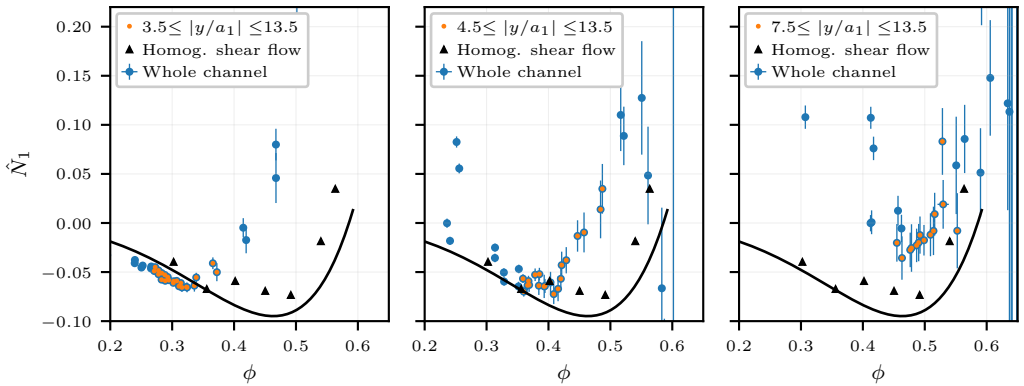 3.5≤ |y/a₁| ≤13.5
Homog. shear flow
Whole channel
4.5≤ |y/a₁| ≤13.5
Homog. shear flow
Whole channel
7.5≤ |y/a₁| ≤13.5
Homog. shear flow
Whole channel
0.20
0.15
0.10
0.05
0.00
−0.05
−0.10
N̂₁
0.2 0.3 0.4 0.5 0.6
0.2 0.3 0.4 0.5 0.6
0.2 0.3 0.4 0.5 0.6
ϕ
ϕ
ϕ